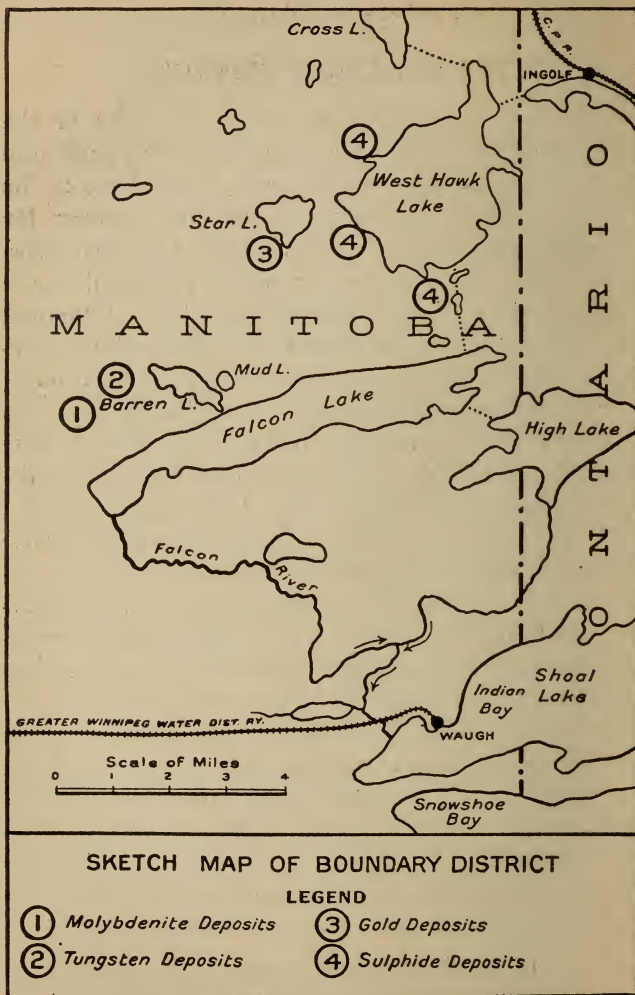 Cross L.
C.P.R.
INGOLF
4
West Hawk
Lake
Star L.
3
4
4
MANITOBA
ONTARIO
2
Mud L.
1
Barren L.
Falcon Lake
High Lake
Falcon River
Shoal
Lake
Indian
Bay
GREATER WINNIPEG WATER DIST. RY.
WAUGH
Scale of Miles
0 1 2 3 4
Snowshoe
Bay
SKETCH MAP OF BOUNDARY DISTRICT
LEGEND
1 Molybdenite Deposits
3 Gold Deposits
2 Tungsten Deposits
4 Sulphide Deposits